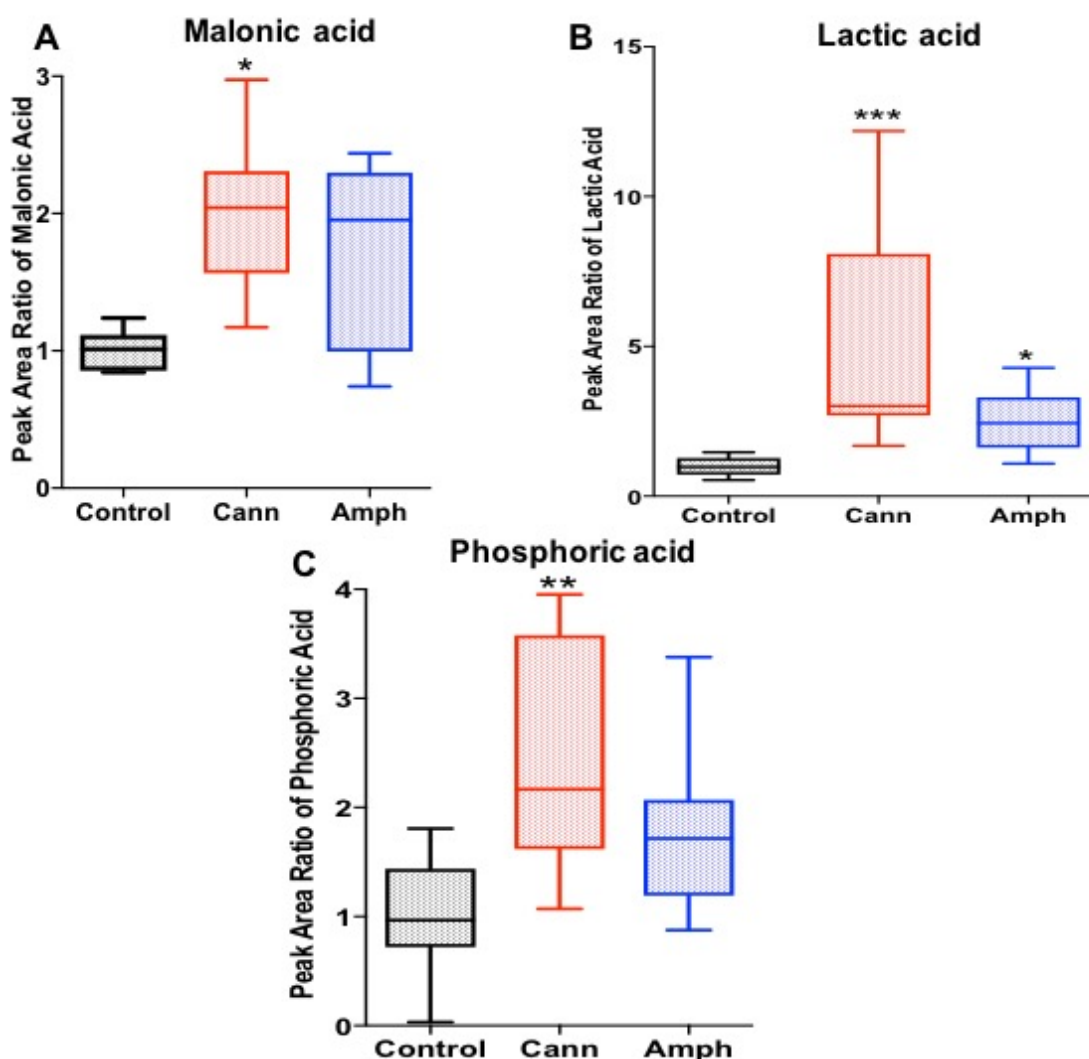 A
Malonic acid
*
Peak Area Ratio of Malonic Acid
3
2
1
0
Control Cann Amph
B
Lactic acid
***
*
Peak Area Ratio of Lactic Acid
15
10
5
0
Control Cann Amph
C
Phosphoric acid
**
Peak Area Ratio of Phosphoric Acid
4
3
2
1
0
Control Cann Amph